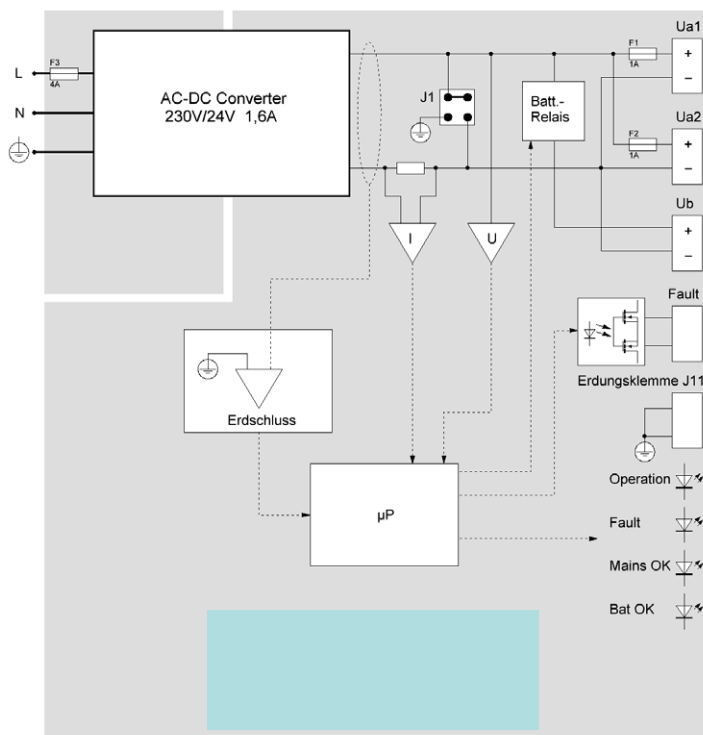 Ua1
F1
1A
+
−
L
F3
4A
N
AC-DC Converter
230V/24V 1,6A
J1
Batt.-
Relais
Ua2
F2
1A
+
−
Ub
+
−
I
U
Fault
Erdschluss
Erdungsklemme J11
µP
Operation
Fault
Mains OK
Bat OK